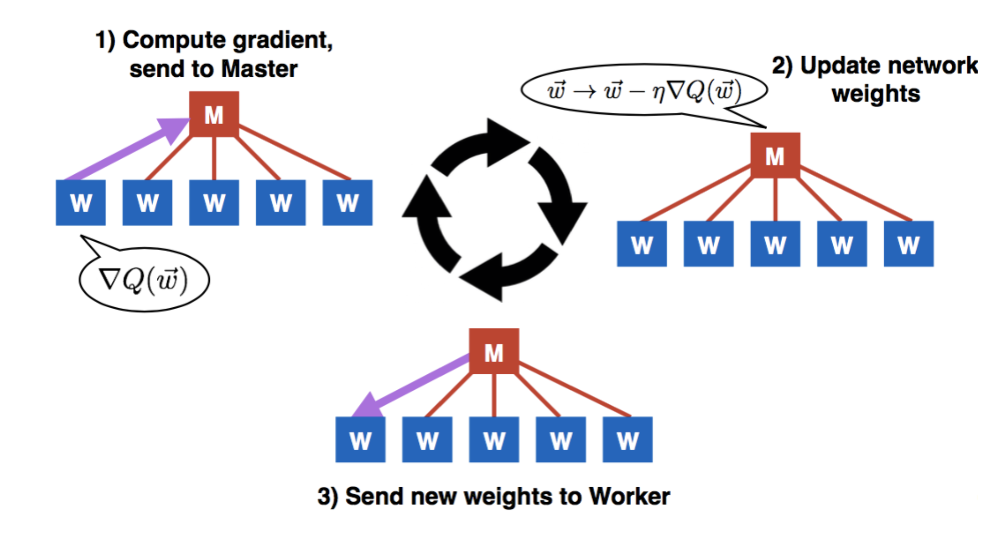 1) Compute gradient,
send to Master
M
W W W W W
∇Q(w⃗)
2) Update network
weights
w⃗ → w⃗ − η∇Q(w⃗)
M
W W W W W
M
W W W W W
3) Send new weights to Worker